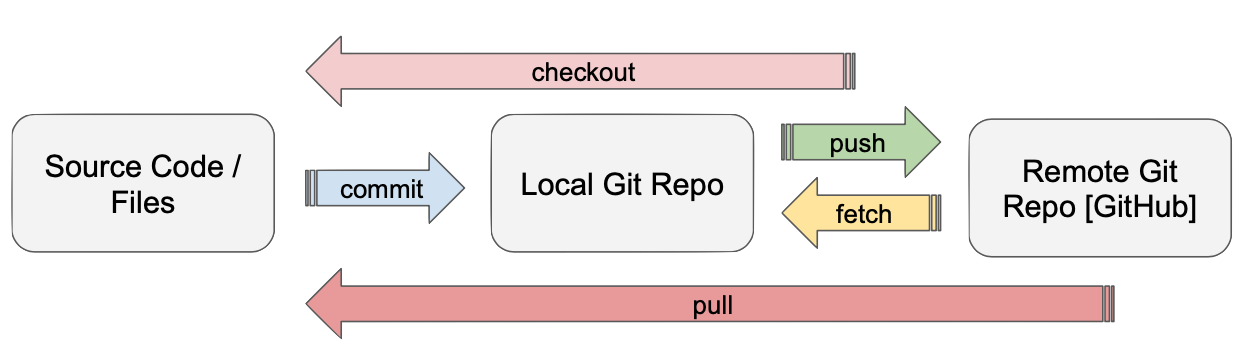 checkout
Source Code /
Files
commit
Local Git Repo
push
fetch
Remote Git
Repo [GitHub]
pull